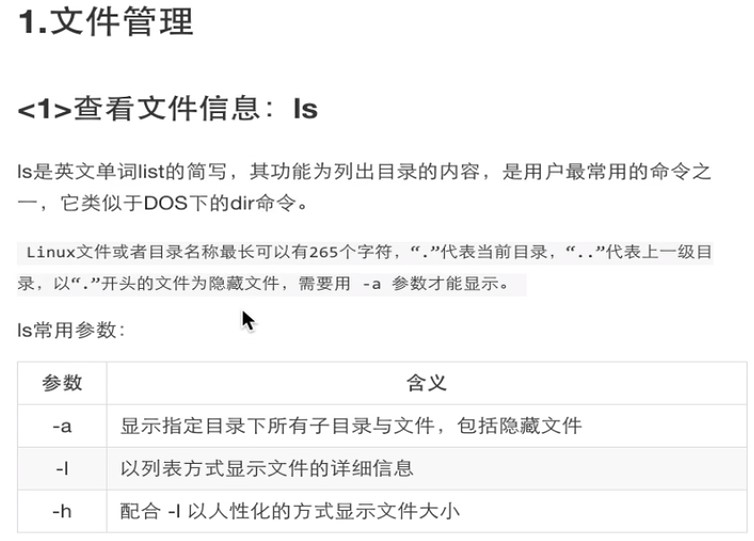 1.文件管理
<1>查看文件信息：ls
ls是英文单词list的简写，其功能为列出目录的内容，是用户最常用的命令之
一，它类似于DOS下的dir命令。
Linux文件或者目录名称最长可以有265个字符，“.”代表当前目录，“..”代表上一级目
录，以“.”开头的文件为隐藏文件，需要用 -a 参数才能显示。
ls常用参数：
参数 含义
-a 显示指定目录下所有子目录与文件，包括隐藏文件
-l 以列表方式显示文件的详细信息
-h 配合 -l 以人性化的方式显示文件大小